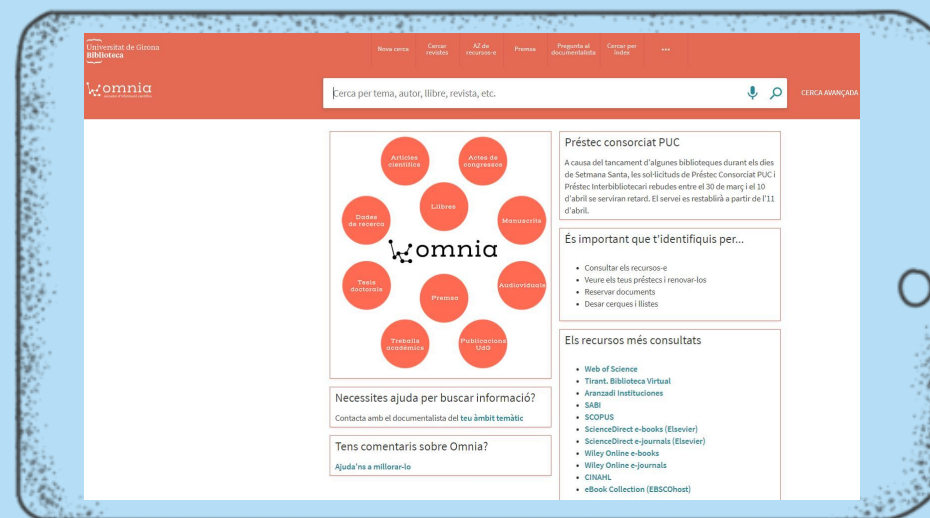 Universitat de Girona
Biblioteca
Nova cerca
Cercar
revistes
AZ de
recursos-e
Premsa
Pregunta al
documentalista
Cercar per
índex
•••
omnia
Cerca per tema, autor, llibre, revista, etc.
CERCA AVANÇADA
Articles
científics
Actes de
congressos
Llibres
Dades
de recerca
Manuscrits
omnia
Tesis
doctorals
Premsa
Audiovisuals
Treballs
acadèmics
Publicacions
UdG
Necessites ajuda per buscar informació?
Contacta amb el documentalista del teu àmbit temàtic
Tens comentaris sobre Omnia?
Ajuda'ns a millorar-lo
Préstec consorciat PUC
A causa del tancament d'algunes biblioteques durant els dies
de Setmana Santa, les sol·licituds de Préstec Consorciat PUC i
Préstec Interbibliotecari rebudes entre el 30 de març i el 10
d'abril se serviran retard. El servei es restablirà a partir de l'11
d'abril.
És important que t'identifiquis per...
• Consultar els recursos-e
• Veure els teus préstecs i renovar-los
• Reservar documents
• Desar cerques i llistes
Els recursos més consultats
• Web of Science
• Tirant. Biblioteca Virtual
• Aranzadi Instituciones
• SABI
• SCOPUS
• ScienceDirect e-books (Elsevier)
• ScienceDirect e-journals (Elsevier)
• Wiley Online e-books
• Wiley Online e-journals
• CINAHL
• eBook Collection (EBSCOhost)